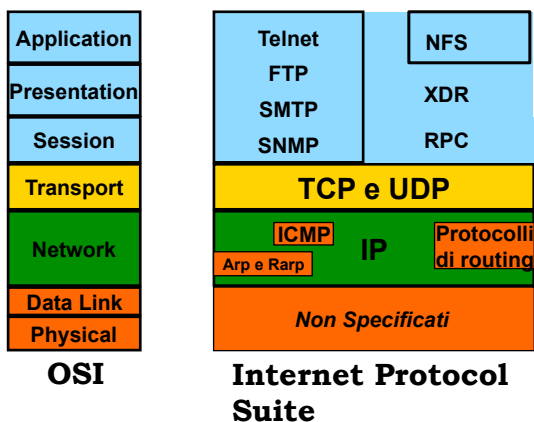 Application
Presentation
Session
Transport
Network
Data Link
Physical
OSI
Telnet
FTP
SMTP
SNMP
NFS
XDR
RPC
TCP e UDP
ICMP
IP
Arp e Rarp
Protocolli
di routing
Non Specificati
Internet Protocol
Suite